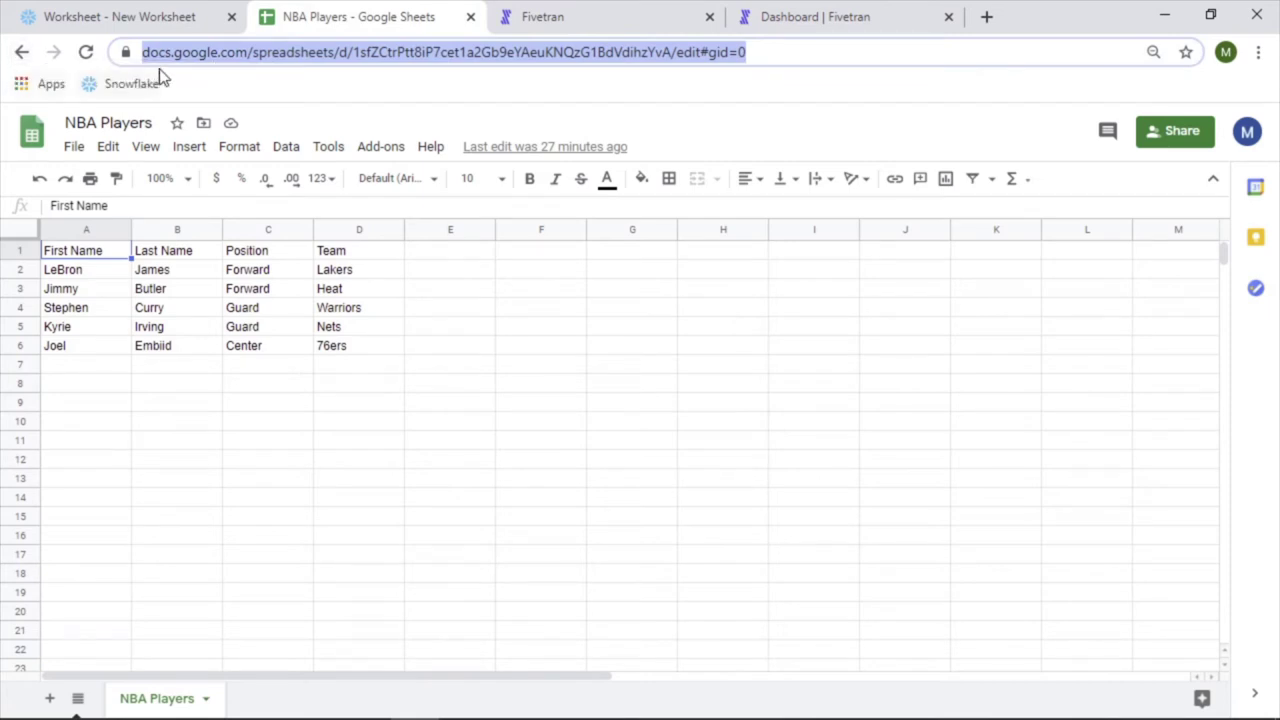 Worksheet - New Worksheet
NBA Players - Google Sheets
Fivetran
Dashboard | Fivetran
docs.google.com/spreadsheets/d/1sfZCtrPtt8iP7cet1a2Gb9eYAeuKNQzG1BdVdihzYvA/edit#gid=0
M
Apps
Snowflake
NBA Players
Share
M
File Edit View Insert Format Data Tools Add-ons Help Last edit was 27 minutes ago
100% $ % .0 .00 123 Default (Ari... 10 B I S A Σ
fx First Name
A B C D E F G H I J K L M
1 First Name Last Name Position Team
2 LeBron James Forward Lakers
3 Jimmy Butler Forward Heat
4 Stephen Curry Guard Warriors
5 Kyrie Irving Guard Nets
6 Joel Embiid Center 76ers
7
8
9
10
11
12
13
14
15
16
17
18
19
20
21
22
23
NBA Players